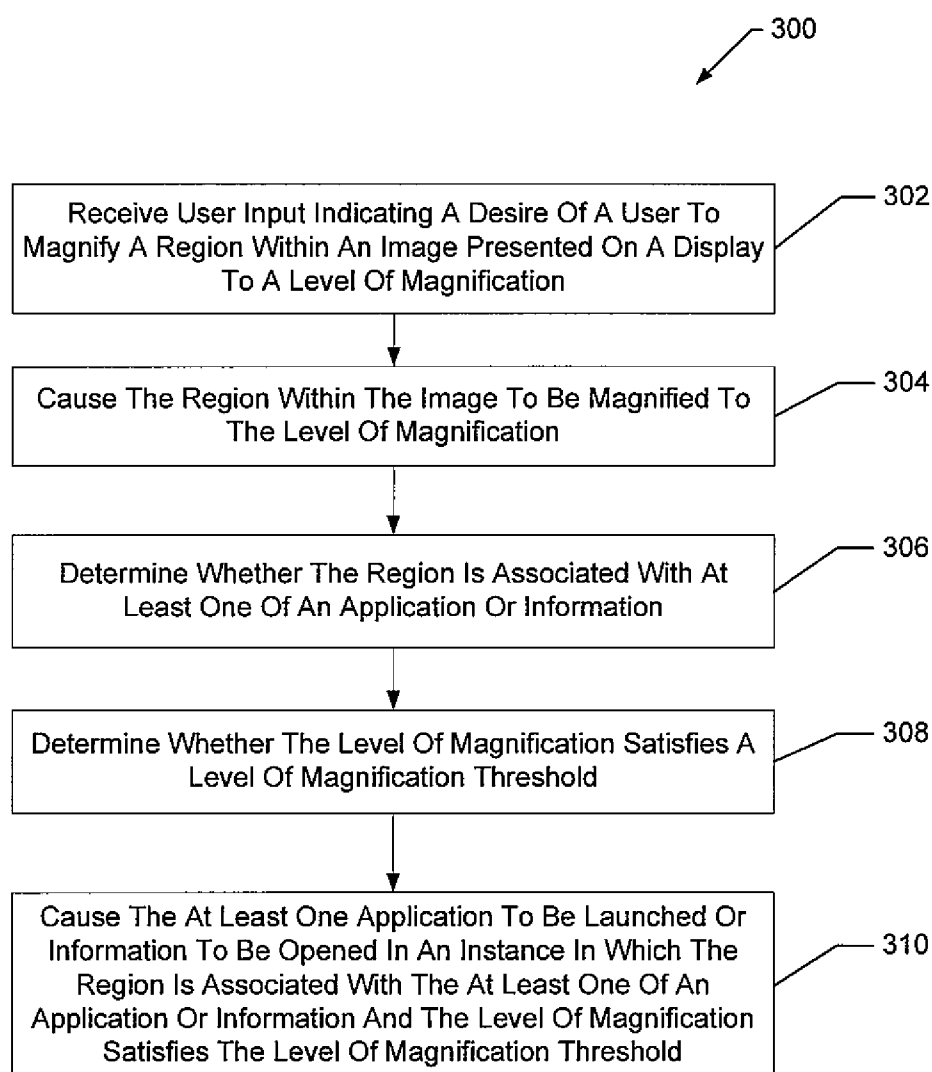 300
Receive User Input Indicating A Desire Of A User To
Magnify A Region Within An Image Presented On A Display
To A Level Of Magnification
302
Cause The Region Within The Image To Be Magnified To
The Level Of Magnification
304
Determine Whether The Region Is Associated With At
Least One Of An Application Or Information
306
Determine Whether The Level Of Magnification Satisfies A
Level Of Magnification Threshold
308
Cause The At Least One Application To Be Launched Or
Information To Be Opened In An Instance In Which The
Region Is Associated With The At Least One Of An
Application Or Information And The Level Of Magnification
Satisfies The Level Of Magnification Threshold
310